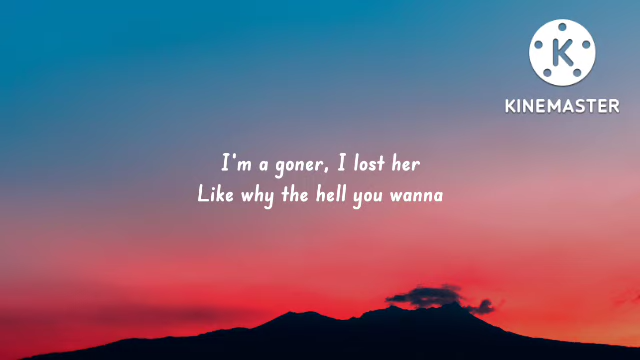 KINEMASTER
I'm a goner, I lost her
Like why the hell you wanna